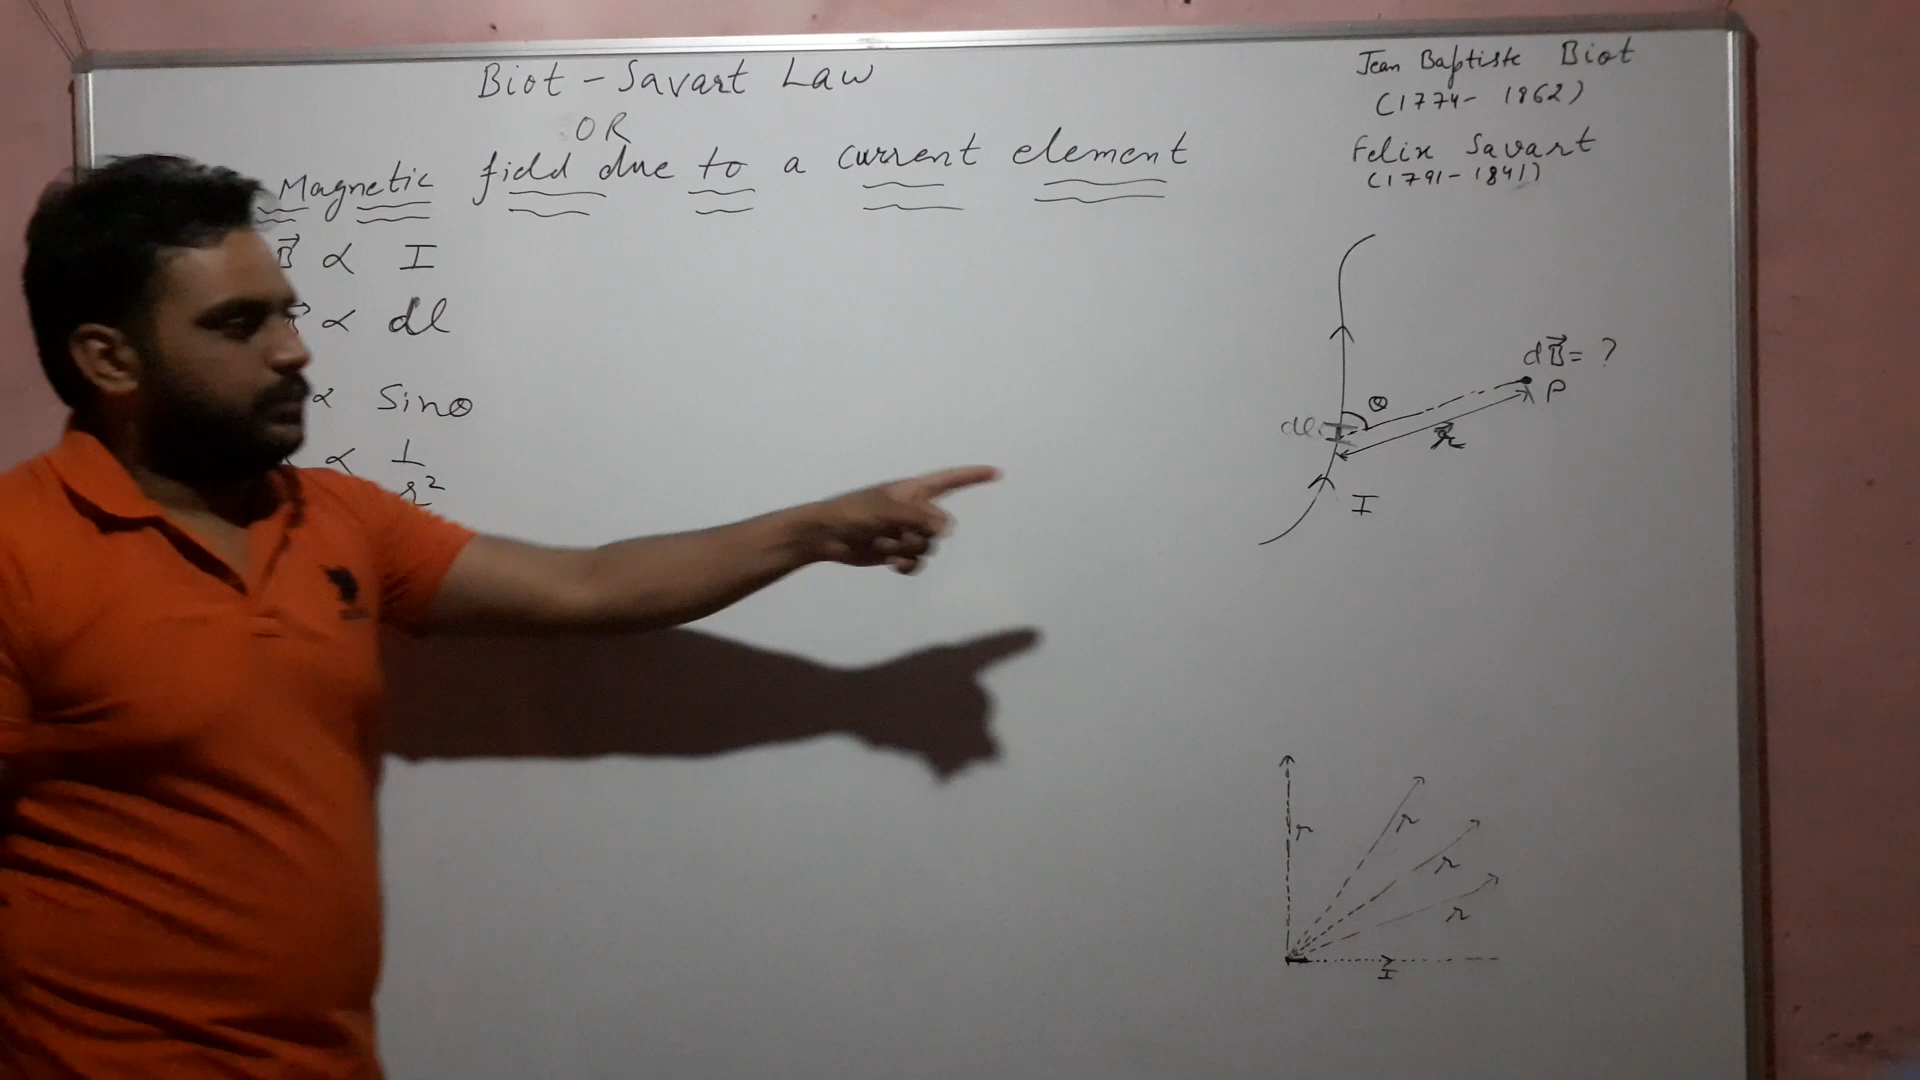 Biot - Savart Law
OR
Magnetic field due to a current element
B⃗ ∝ I
∝ dl
∝ Sinθ
∝ 1/r²
Jean Baptiste Biot
(1774- 1862)
Felix Savart
(1791-1841)
dB⃗ = ?
P
θ
dl
r⃗
I
r
r
r
r
I